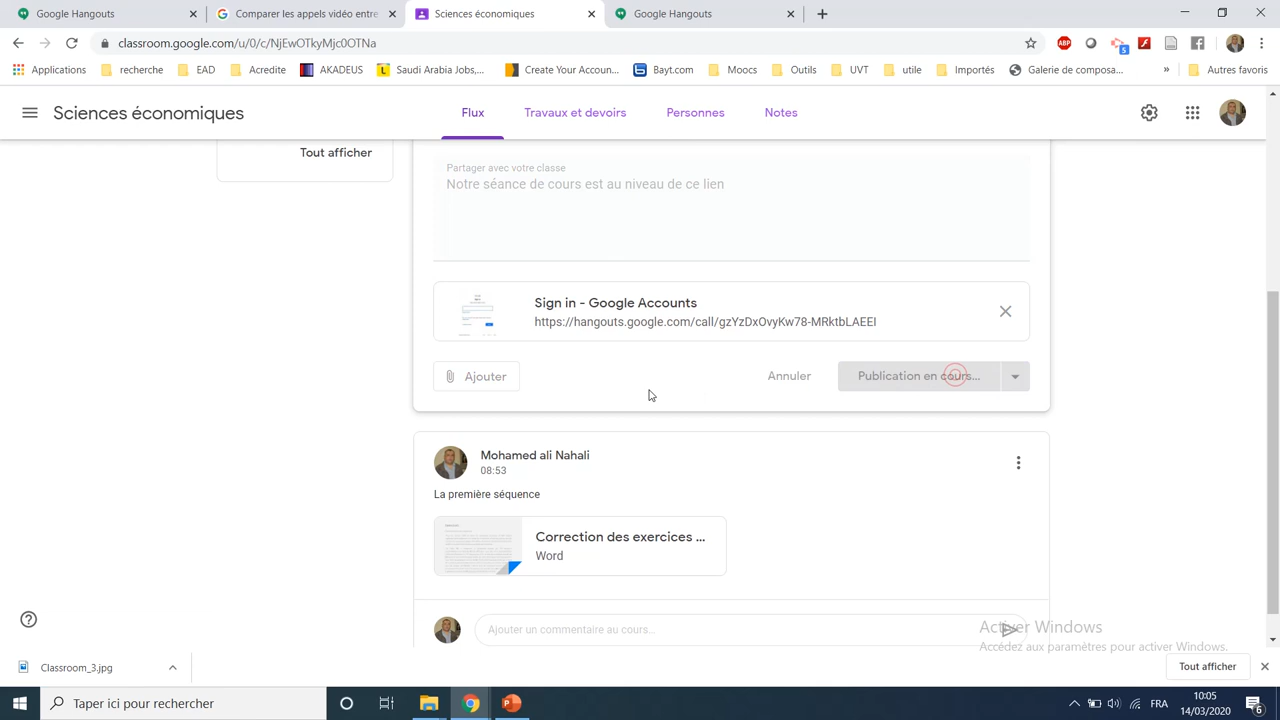 Google Hangouts
Comparer les appels vidéo entre
Sciences économiques
Google Hangouts
classroom.google.com/u/0/c/NjEwOTkyMjc0OTNa
ABP
5
Applications
recherche
EAD
Acredite
AKADEUS
Saudi Arabia Jobs,...
Create Your Accoun...
Bayt.com
Moocs
Outils
UVT
utile
Importés
Galerie de composa...
»
Autres favoris
Sciences économiques
Flux
Travaux et devoirs
Personnes
Notes
Tout afficher
Partager avec votre classe
Notre séance de cours est au niveau de ce lien
Sign in - Google Accounts
https://hangouts.google.com/call/gzYzDxOvyKw78-MRktbLAEEI
Ajouter
Annuler
Publication en cours...
Mohamed ali Nahali
08:53
La première séquence
Correction des exercices ...
Word
Ajouter un commentaire au cours...
Activer Windows
Accédez aux paramètres pour activer Windows.
Classroom_3.jpg
Tout afficher
Taper ici pour rechercher
FRA
10:05
14/03/2020
6